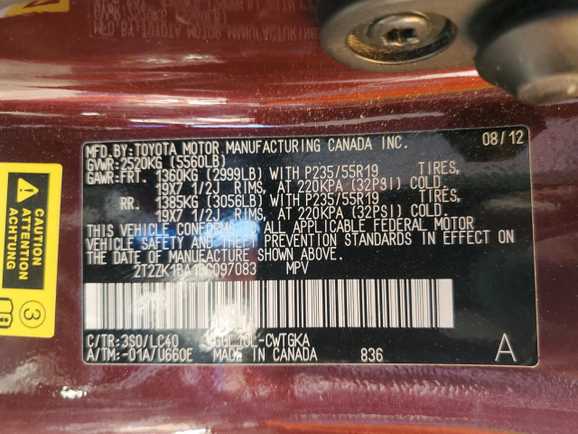 MFD.BY:TOYOTA MOTOR MANUFACTURING CANADA INC. 08/12
GVWR:2520KG (5560LB)
GAWR:FRT. 1360KG (2999LB) WITH P235/55R19 TIRES,
19X7 1/2J RIMS, AT 220KPA (32PSI) COLD.
RR. 1385KG (3056LB) WITH P235/55R19 TIRES,
19X7 1/2J RIMS, AT 220KPA (32PSI) COLD.
THIS VEHICLE CONFORMS TO ALL APPLICABLE FEDERAL MOTOR
VEHICLE SAFETY AND THEFT PREVENTION STANDARDS IN EFFECT ON
THE DATE OF MANUFACTURE SHOWN ABOVE.
MPV
C/TR:3S0/LC40 -CWTGKA
A/TM:-01A/U660E MADE IN CANADA 836 A
CAUTION
ACHTUNG
ATTENTION
3